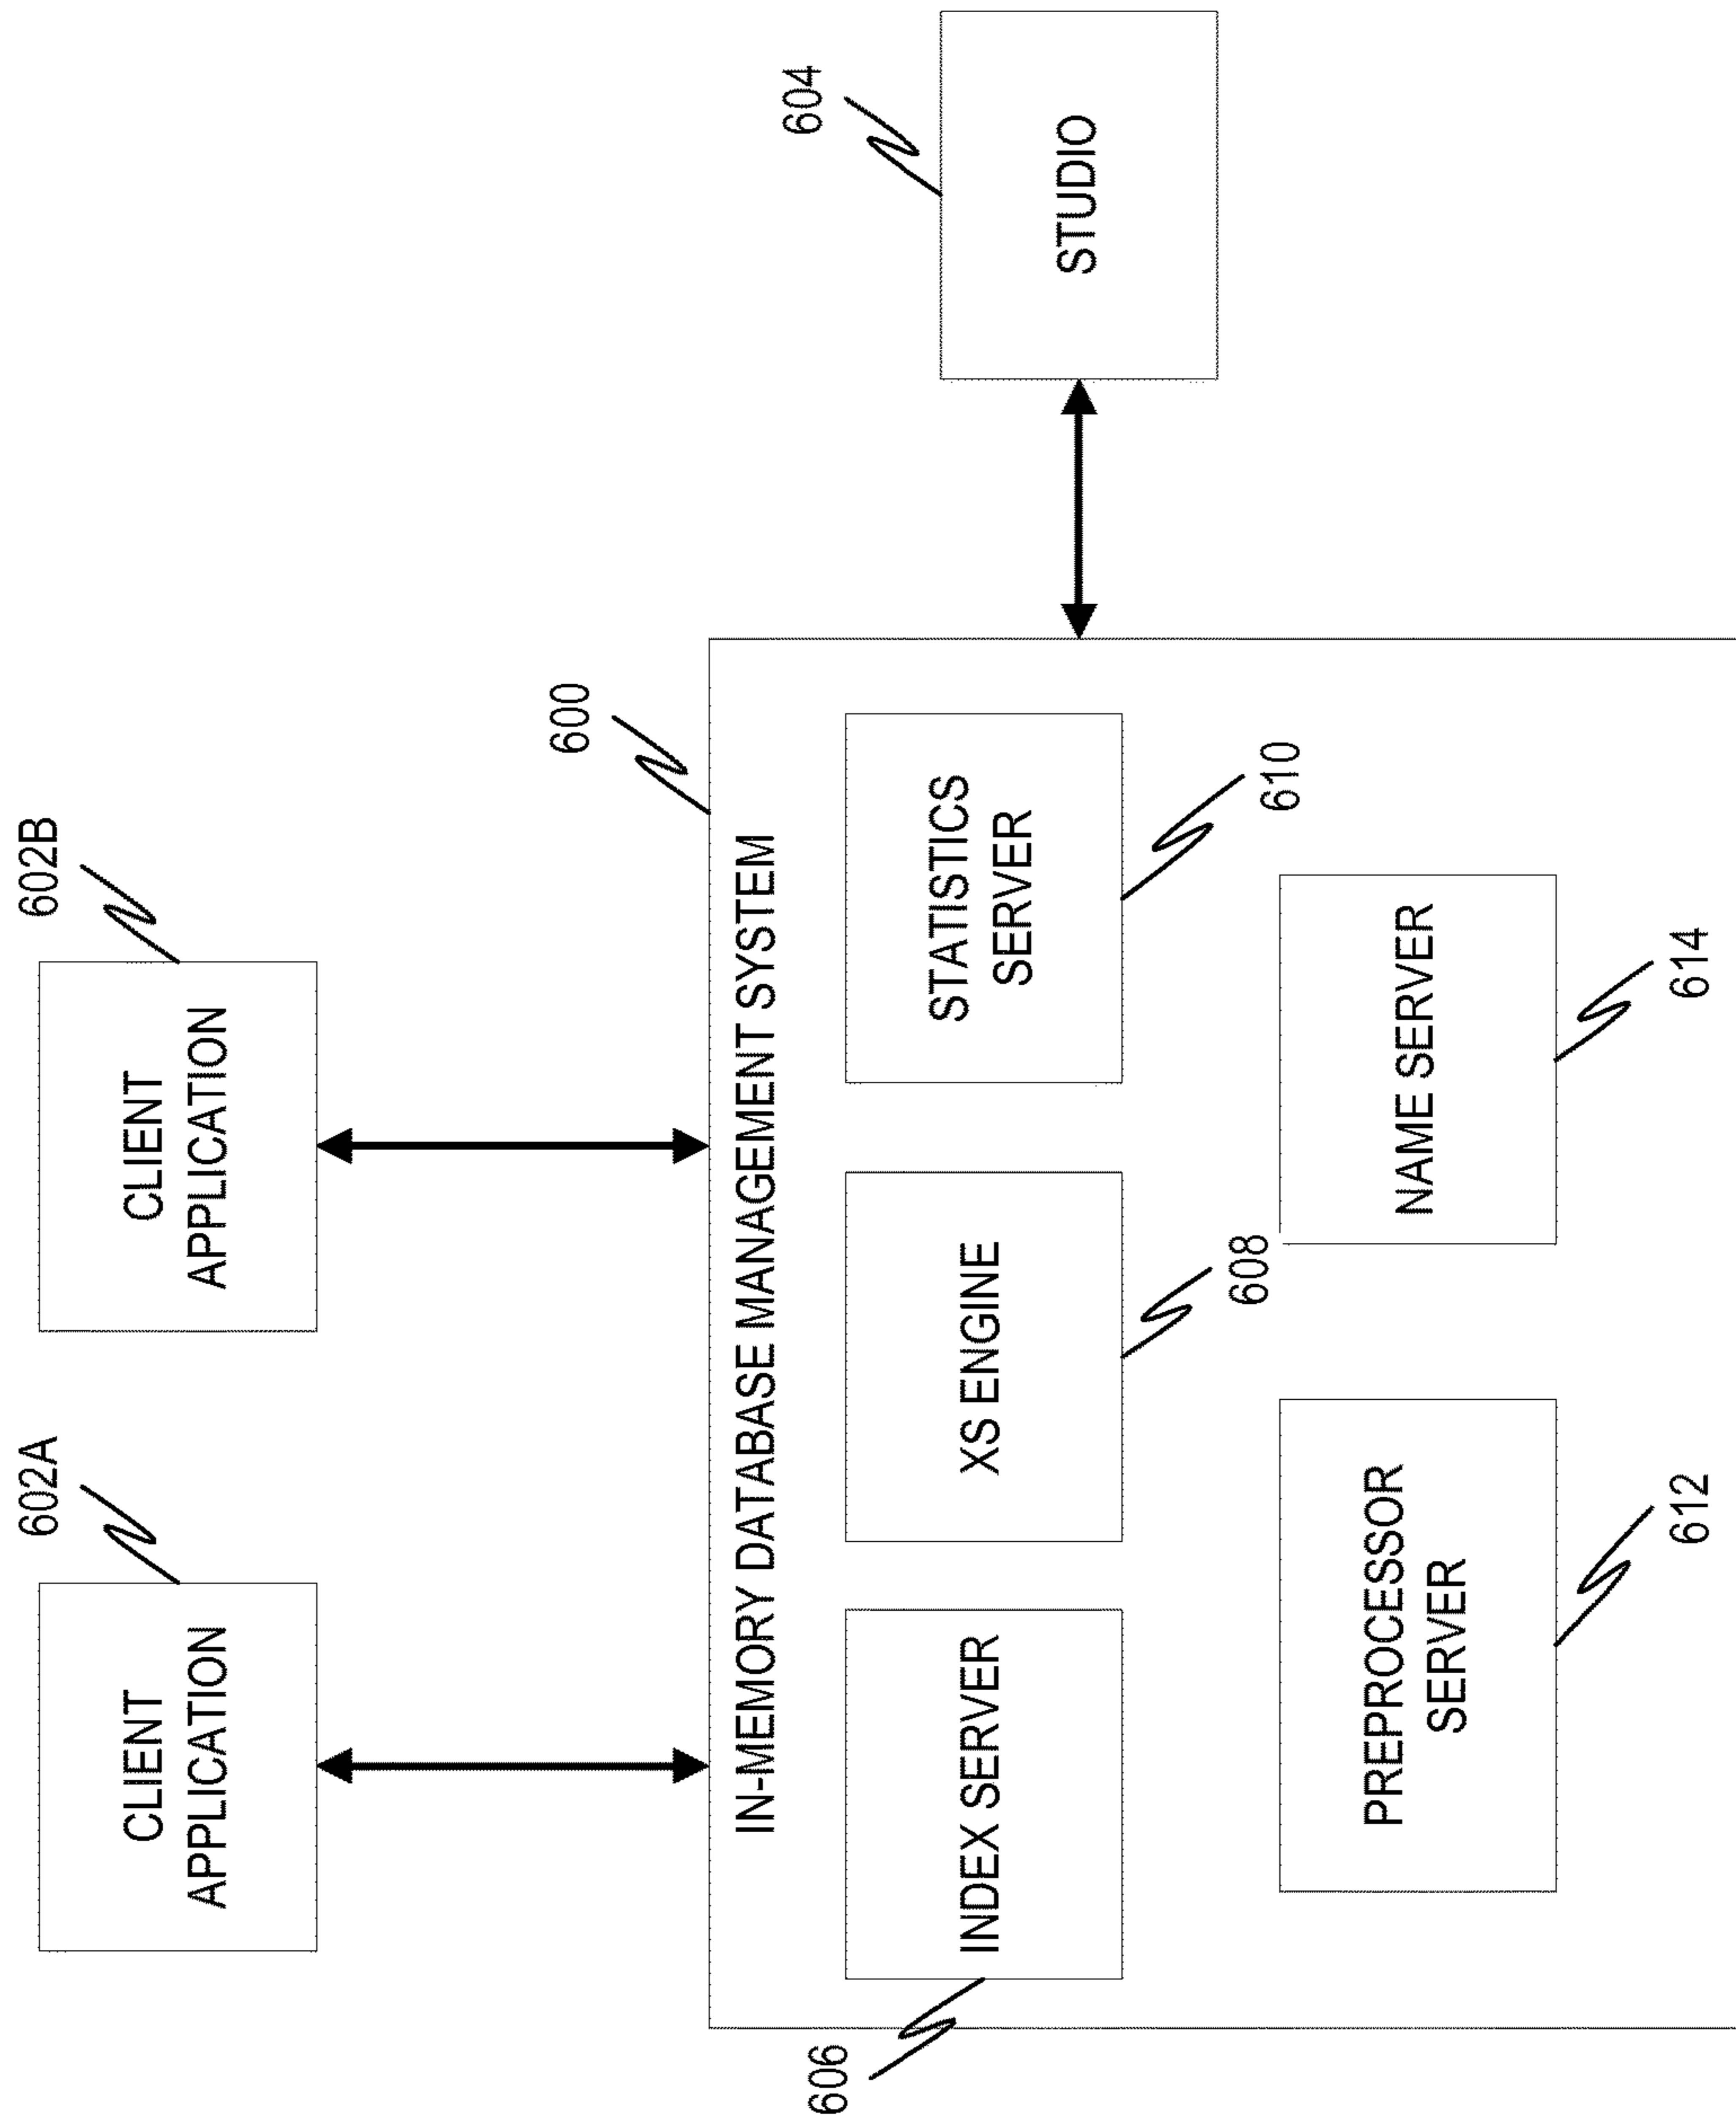 602A
CLIENT
APPLICATION
602B
CLIENT
APPLICATION
600
IN-MEMORY DATABASE MANAGEMENT SYSTEM
604
STUDIO
606
INDEX SERVER
XS ENGINE
608
STATISTICS
SERVER
610
PREPROCESSOR
SERVER
612
NAME SERVER
614